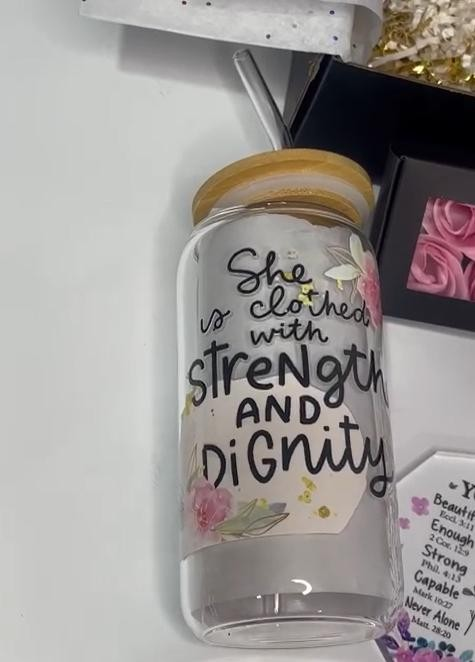 She
is clothed
with
Strength
AND
DiGnity
Beautif
Eccl. 3:11
Enough
2 Cor. 12:9
Strong
Phil. 4:13
Capable
Mark 10:27
Never Alone
Matt. 28:20